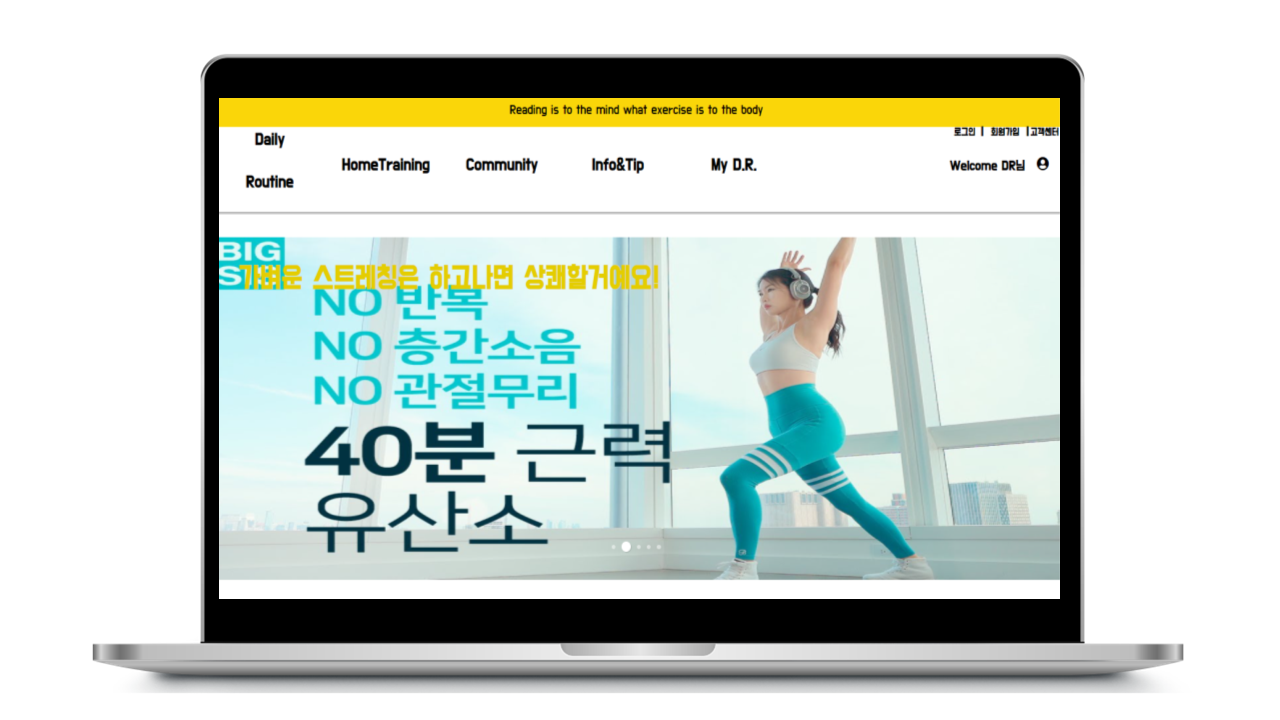 Reading is to the mind what exercise is to the body
로그인 | 회원가입 |고객센터
Daily
Routine
HomeTraining Community Info&Tip My D.R.
Welcome DR님
BIG
S
가벼운 스트레칭은 하고나면 상쾌할거예요!
NO 반복
NO 층간소음
NO 관절무리
40분 근력
유산소